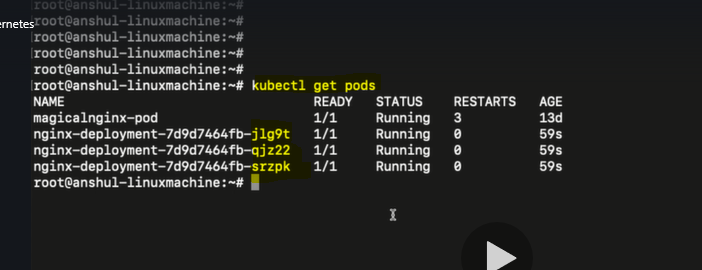 root@anshul-linuxmachine:~#
ernetes
root@anshul-linuxmachine:~#
root@anshul-linuxmachine:~#
root@anshul-linuxmachine:~#
root@anshul-linuxmachine:~#
root@anshul-linuxmachine:~# kubectl get pods
NAME READY STATUS RESTARTS AGE
magicalnginx-pod 1/1 Running 3 13d
nginx-deployment-7d9d7464fb-jlg9t 1/1 Running 0 59s
nginx-deployment-7d9d7464fb-qjz22 1/1 Running 0 59s
nginx-deployment-7d9d7464fb-srzpk 1/1 Running 0 59s
root@anshul-linuxmachine:~#